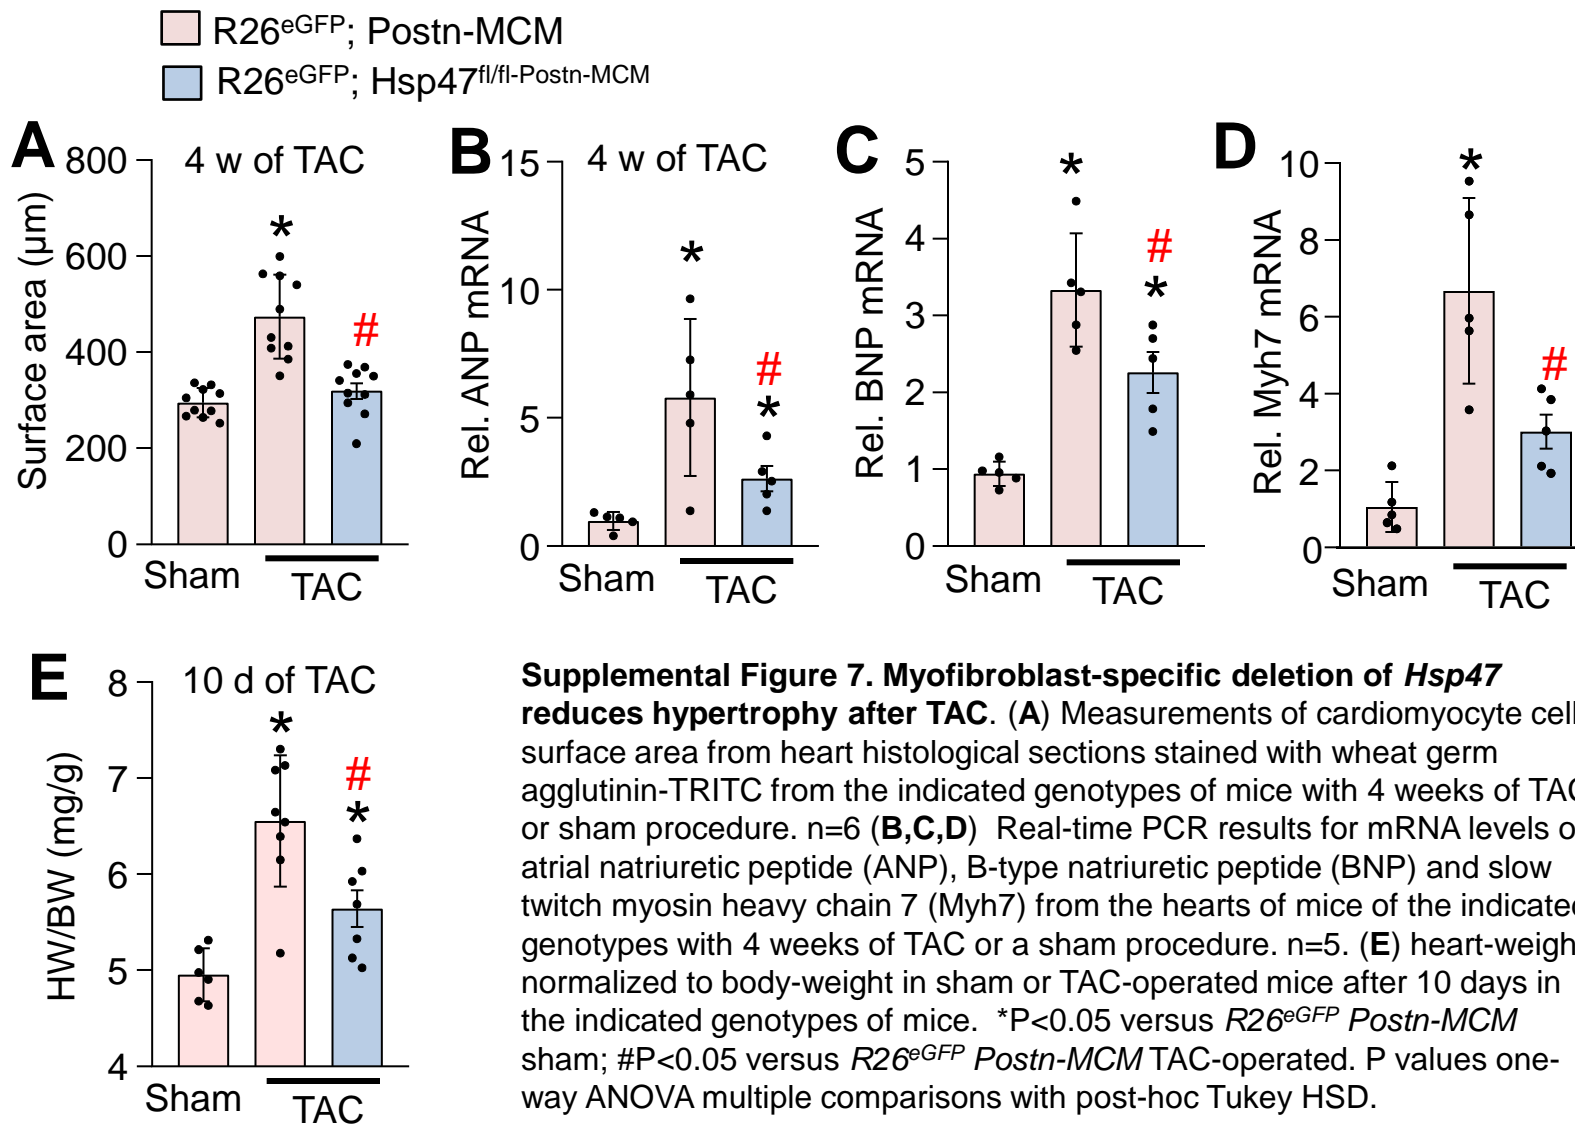 R26eGFP; Postn-MCM
R26eGFP; Hsp47fl/fl-Postn-MCM
A
4 w of TAC
Surface area (μm)
800
600
400
200
0
*
#
Sham
TAC
B
4 w of TAC
Rel. ANP mRNA
15
10
5
0
*
#
*
Sham
TAC
C
Rel. BNP mRNA
5
4
3
2
1
0
*
#
*
Sham
TAC
D
Rel. Myh7 mRNA
10
8
6
4
2
0
*
#
Sham
TAC
E
10 d of TAC
HW/BW (mg/g)
8
7
6
5
4
*
#
*
Sham
TAC
Supplemental Figure 7. Myofibroblast-specific deletion of Hsp47
reduces hypertrophy after TAC. (A) Measurements of cardiomyocyte cell
surface area from heart histological sections stained with wheat germ
agglutinin-TRITC from the indicated genotypes of mice with 4 weeks of TAC
or sham procedure. n=6 (B,C,D) Real-time PCR results for mRNA levels o
atrial natriuretic peptide (ANP), B-type natriuretic peptide (BNP) and slow
twitch myosin heavy chain 7 (Myh7) from the hearts of mice of the indicate
genotypes with 4 weeks of TAC or a sham procedure. n=5. (E) heart-weigh
normalized to body-weight in sham or TAC-operated mice after 10 days in
the indicated genotypes of mice. *P<0.05 versus R26eGFP Postn-MCM
sham; #P<0.05 versus R26eGFP Postn-MCM TAC-operated. P values one-
way ANOVA multiple comparisons with post-hoc Tukey HSD.